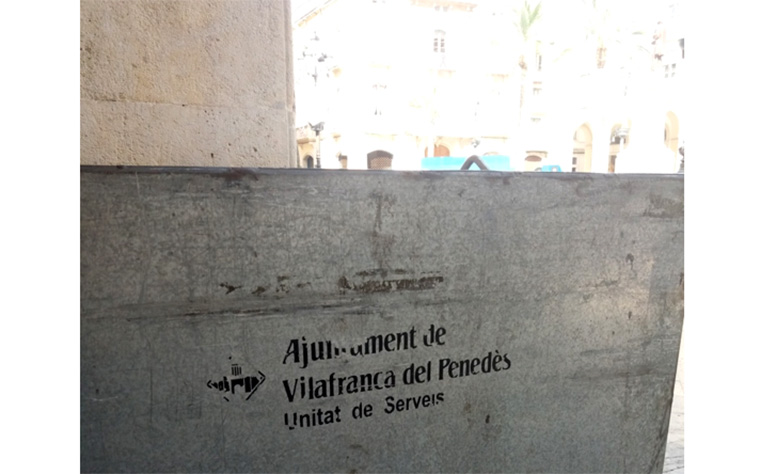 Ajuntament de
Vilafranca del Penedès
Unitat de Serveis